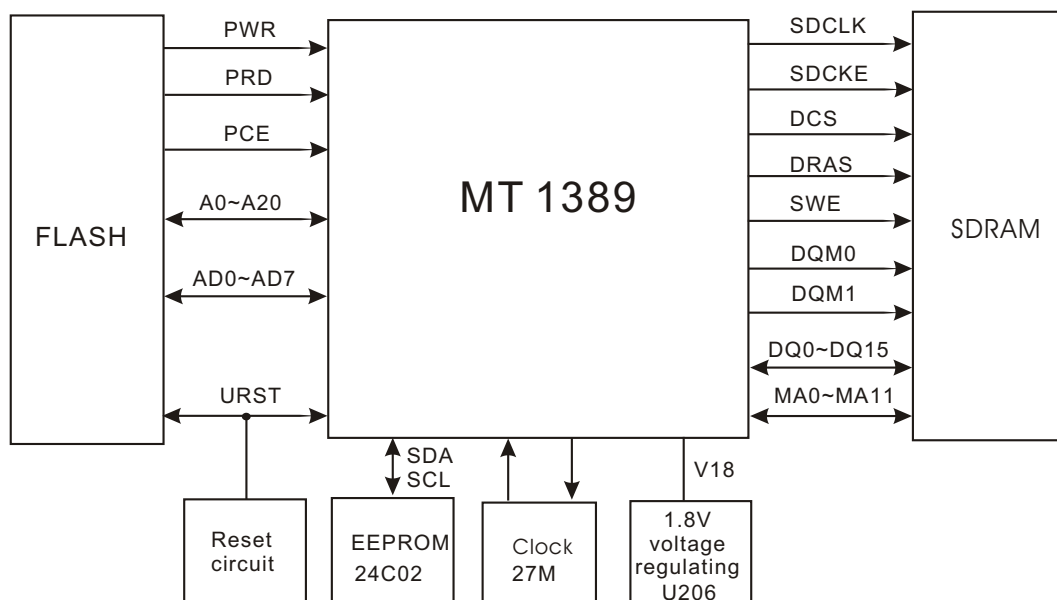 PWR
PRD
PCE
A0~A20
AD0~AD7
URST
FLASH
MT 1389
SDCLK
SDCKE
DCS
DRAS
SWE
DQM0
DQM1
DQ0~DQ15
MA0~MA11
SDRAM
SDA
SCL
V18
Reset
circuit
EEPROM
24C02
Clock
27M
1.8V
voltage
regulating
U206